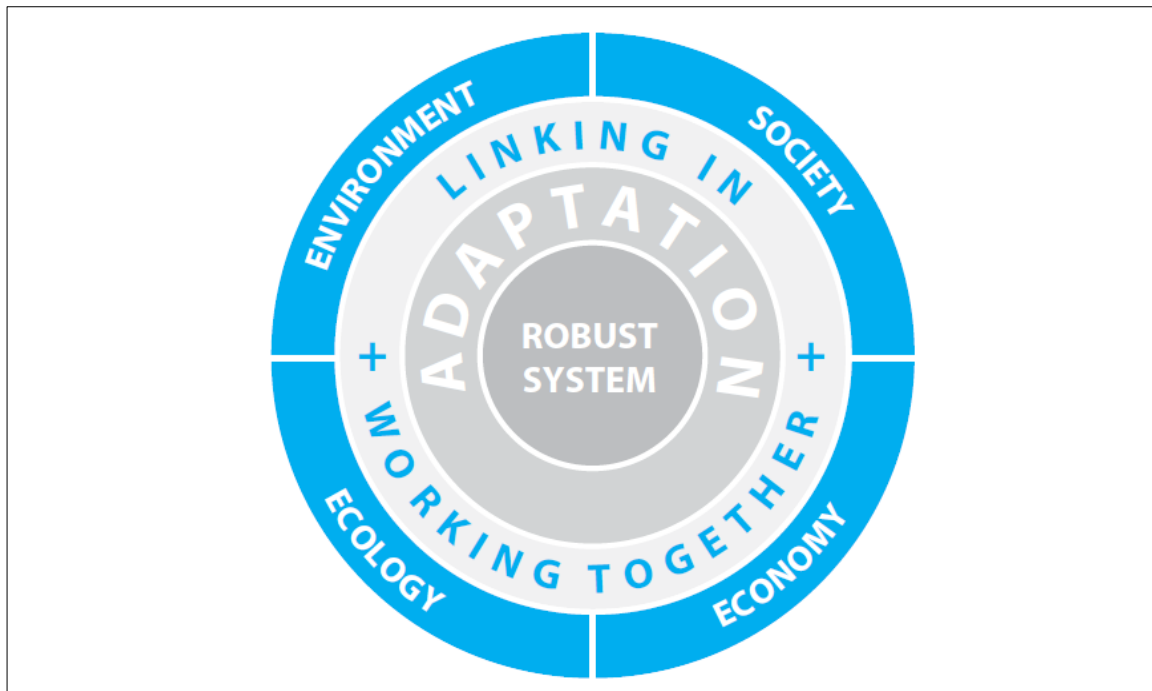 ENVIRONMENT
SOCIETY
LINKING IN
ADAPTATION
ROBUST
SYSTEM
+
+
WORKING TOGETHER
ECOLOGY
ECONOMY